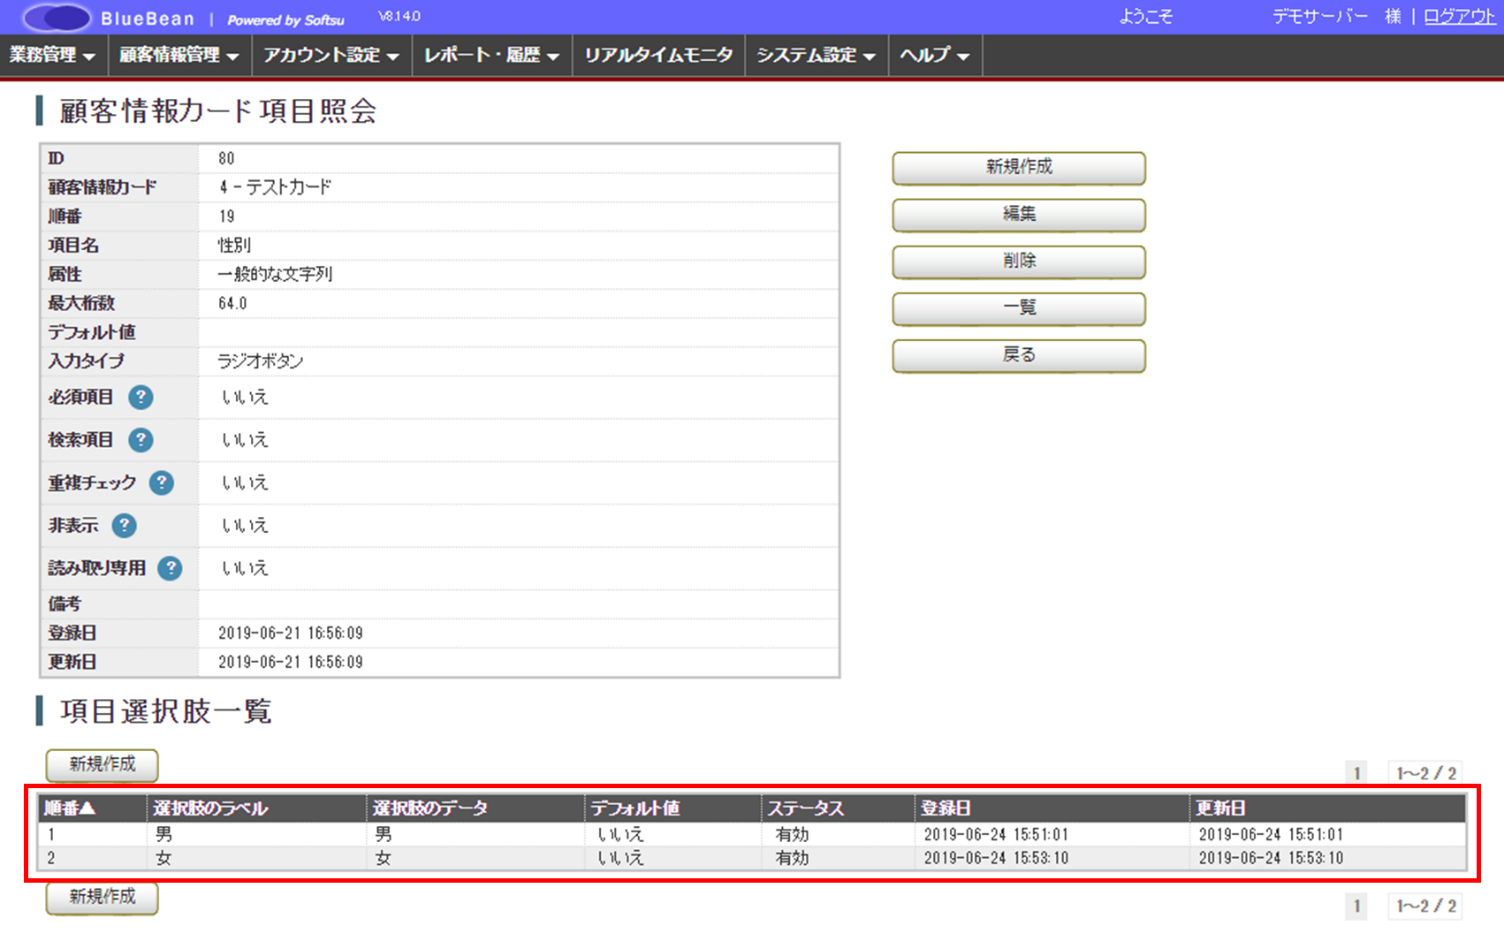 BlueBean | Powered by Softsu V8.14.0 ようこそ デモサーバー 様 | ログアウト
業務管理 顧客情報管理 アカウント設定 レポート・履歴 リアルタイムモニタ システム設定 ヘルプ
顧客情報カード項目照会
ID 80
顧客情報カード 4 - テストカード
順番 19
項目名 性別
属性 一般的な文字列
最大桁数 64.0
デフォルト値
入力タイプ ラジオボタン
必須項目 ? いいえ
検索項目 ? いいえ
重複チェック ? いいえ
非表示 ? いいえ
読み取り専用 ? いいえ
備考
登録日 2019-06-21 16:56:09
更新日 2019-06-21 16:56:09
新規作成
編集
削除
一覧
戻る
項目選択肢一覧
新規作成
1 1～2 / 2
順番▲ 選択肢のラベル 選択肢のデータ デフォルト値 ステータス 登録日 更新日
1 男 男 いいえ 有効 2019-06-24 15:51:01 2019-06-24 15:51:01
2 女 女 いいえ 有効 2019-06-24 15:53:10 2019-06-24 15:53:10
新規作成
1 1～2 / 2